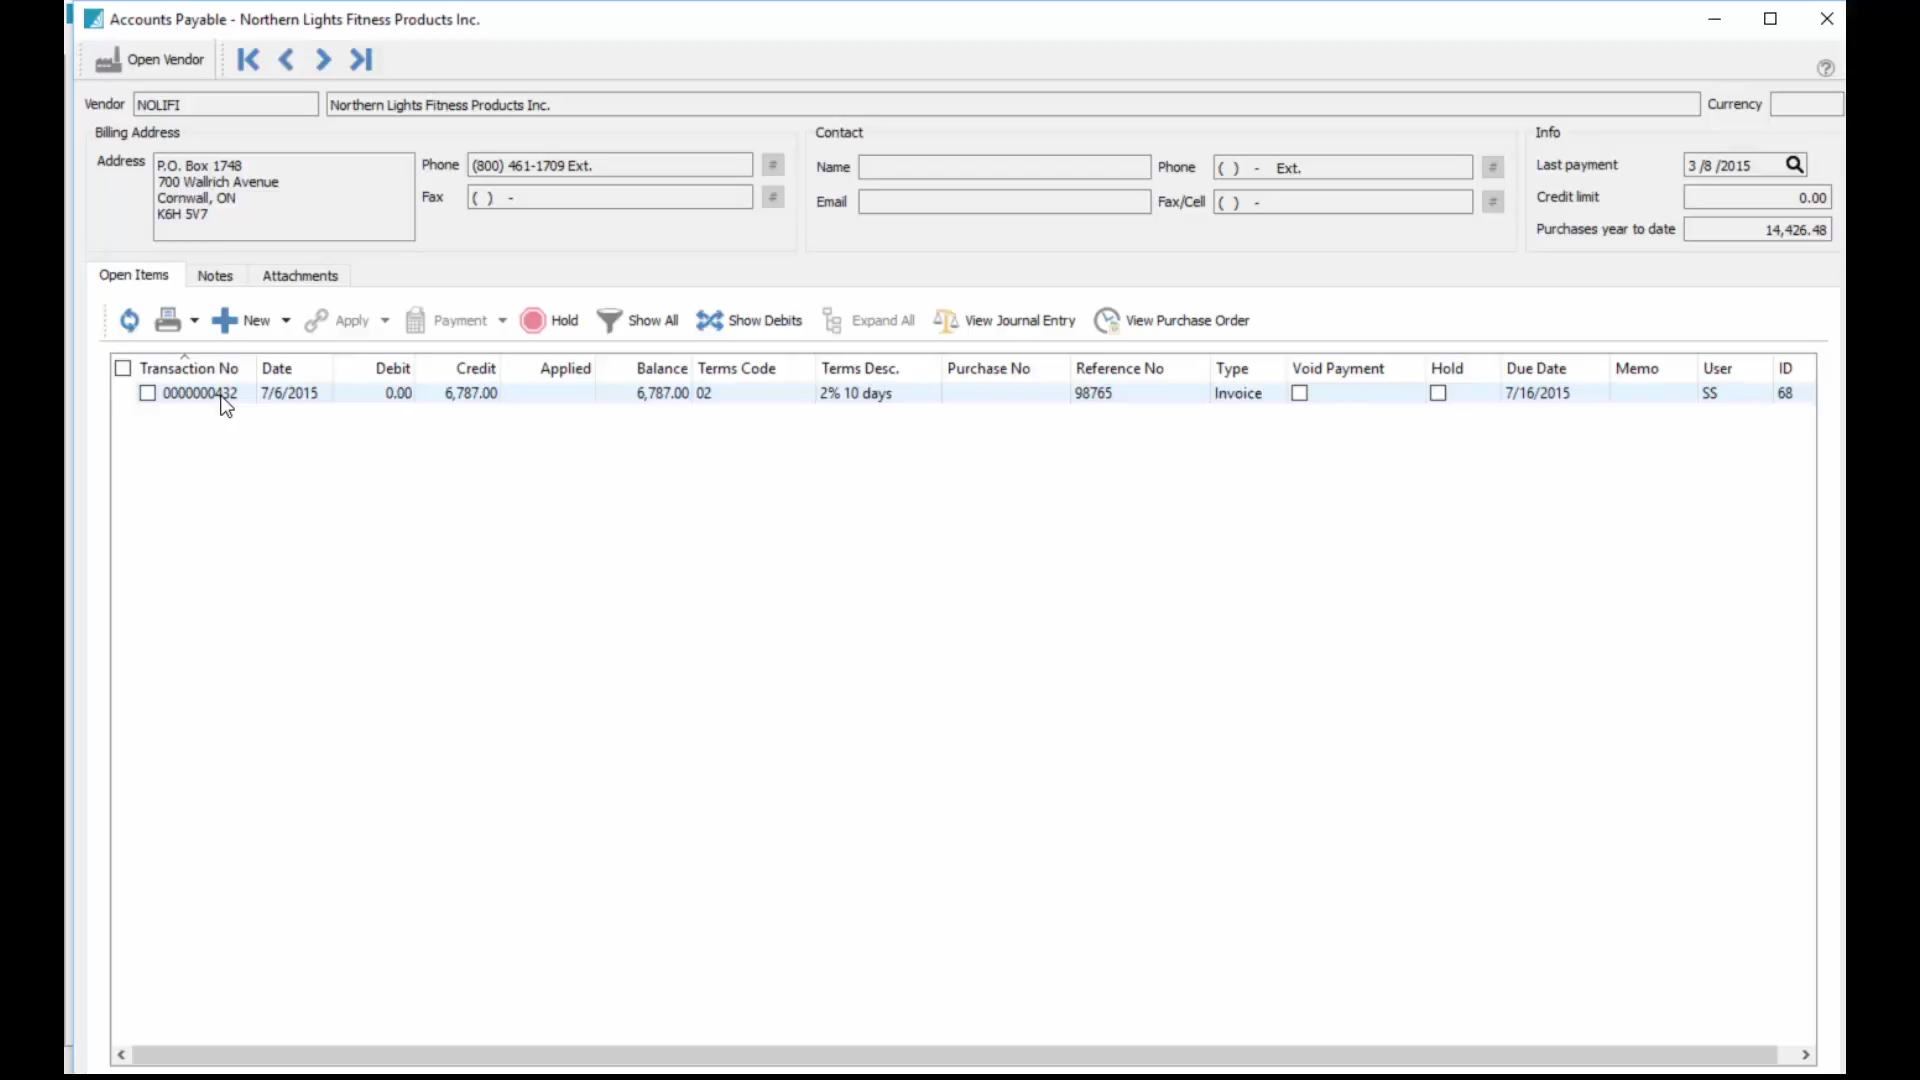 Accounts Payable - Northern Lights Fitness Products Inc.
Open Vendor
Vendor NOLIFI Northern Lights Fitness Products Inc. Currency
Billing Address Contact Info
Address P.O. Box 1748
700 Wallrich Avenue
Cornwall, ON
K6H 5V7
Phone (800) 461-1709 Ext. #
Fax ( ) - #
Name Phone ( ) - Ext. #
Email Fax/Cell ( ) - #
Last payment 3 /8 /2015
Credit limit 0.00
Purchases year to date 14,426.48
Open Items Notes Attachments
New Apply Payment Hold Show All Show Debits Expand All View Journal Entry View Purchase Order
Transaction No Date Debit Credit Applied Balance Terms Code Terms Desc. Purchase No Reference No Type Void Payment Hold Due Date Memo User ID
0000000432 7/6/2015 0.00 6,787.00 6,787.00 02 2% 10 days 98765 Invoice 7/16/2015 SS 68